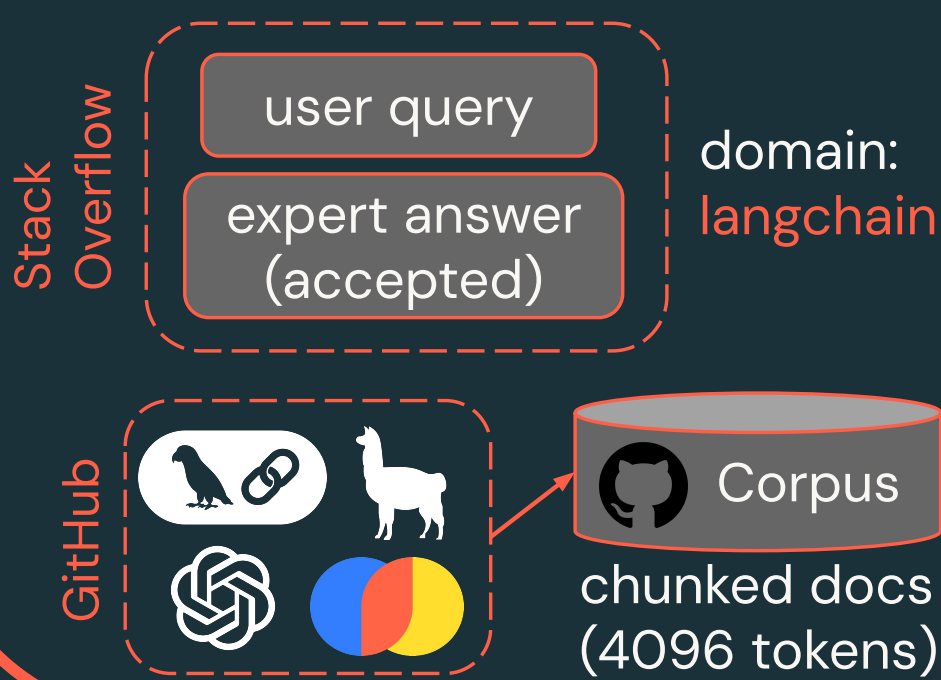 Stack
Overflow
user query
expert answer
(accepted)
domain:
langchain
GitHub
Corpus
chunked docs
(4096 tokens)